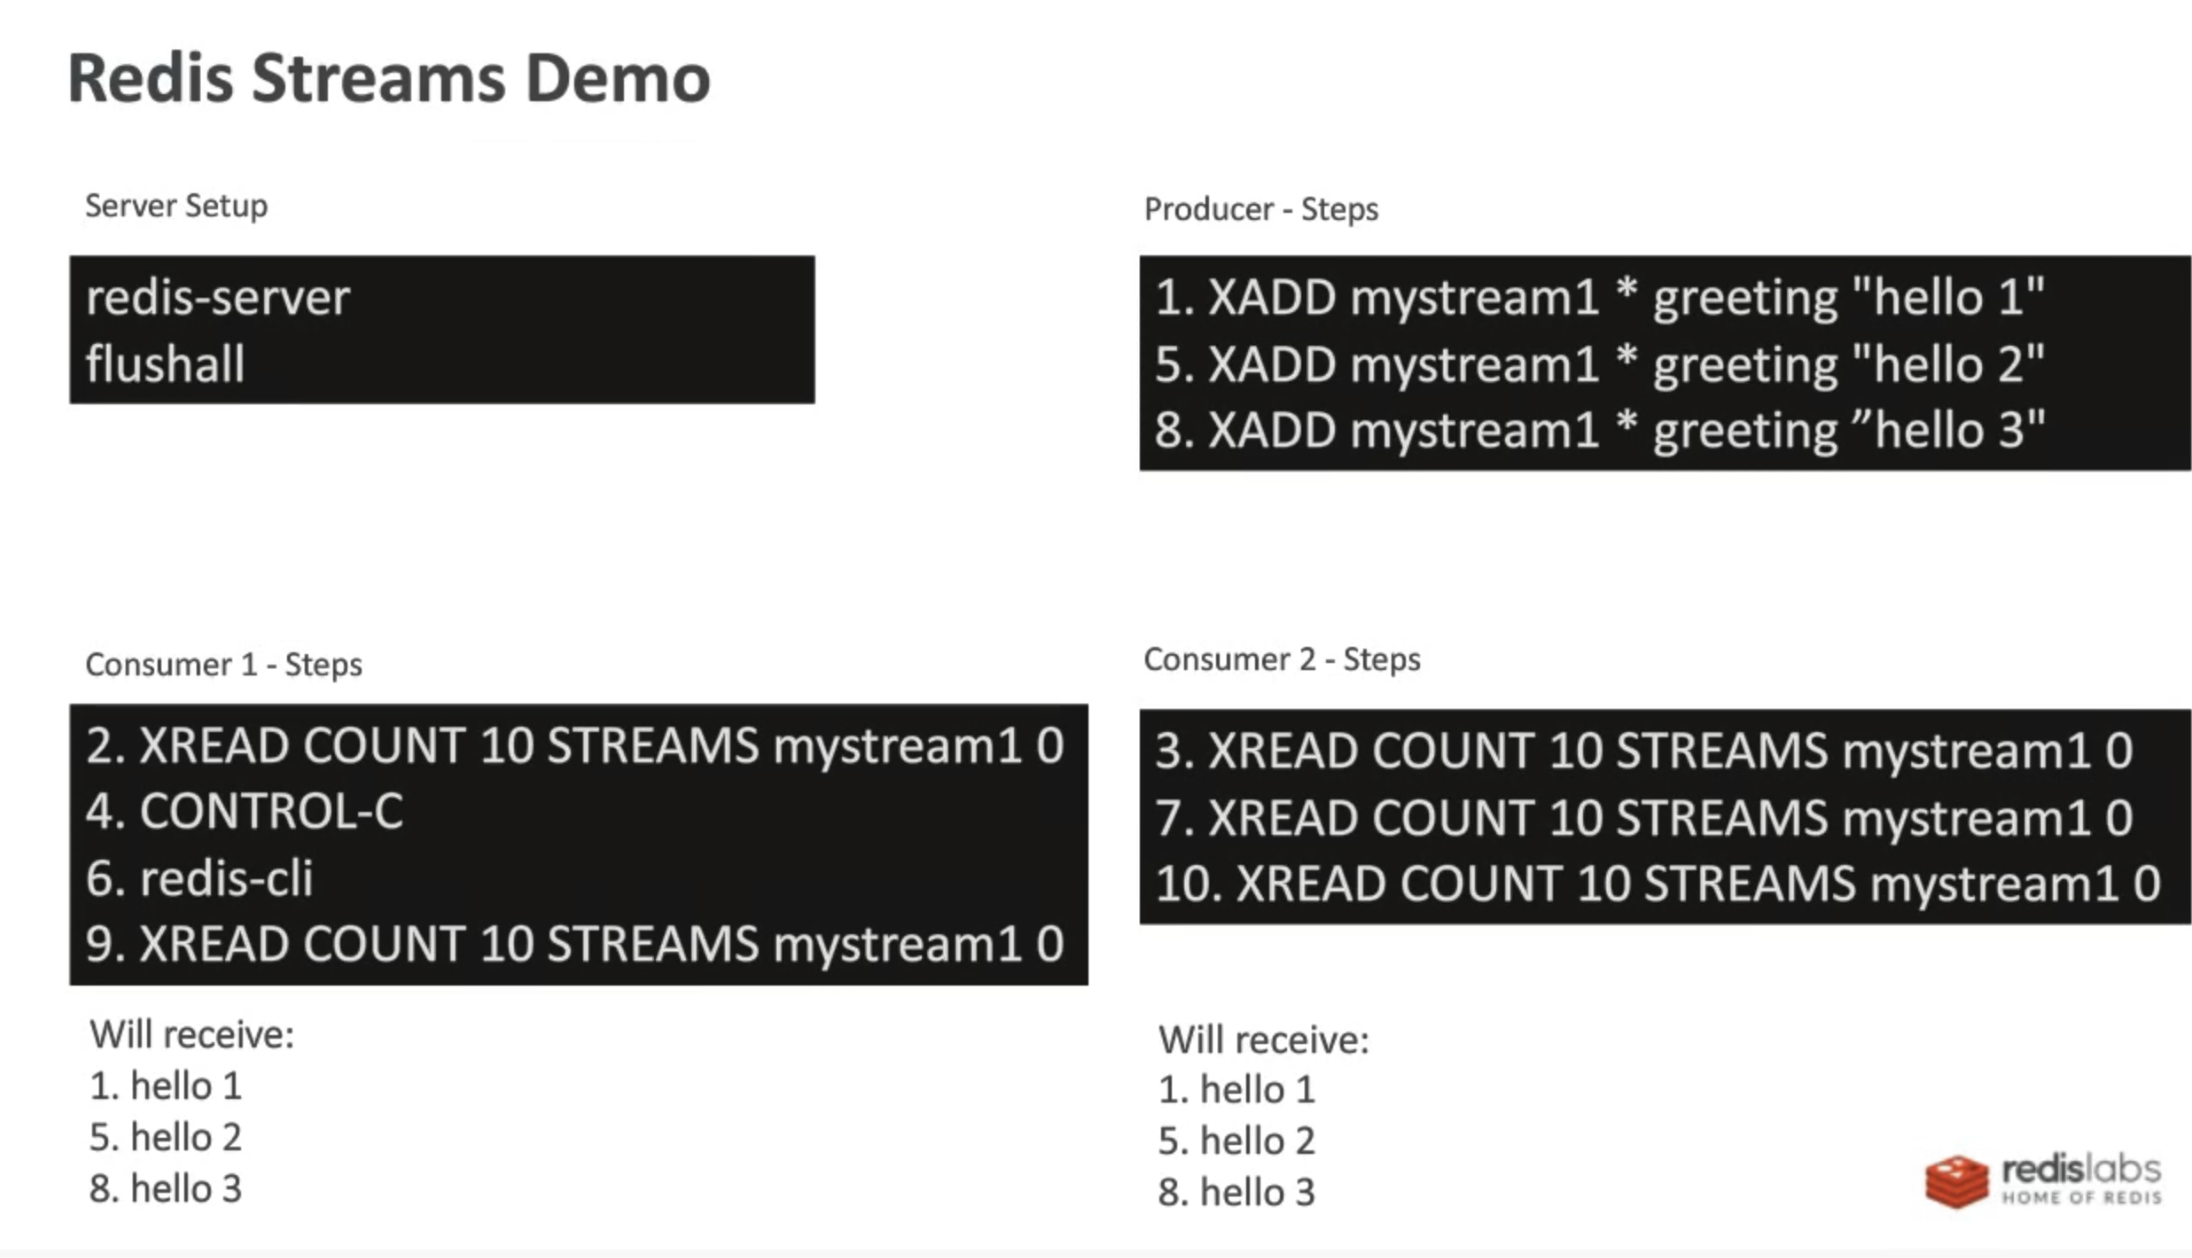 Redis Streams Demo
Server Setup
redis-server
flushall
Producer - Steps
1. XADD mystream1 * greeting "hello 1"
5. XADD mystream1 * greeting "hello 2"
8. XADD mystream1 * greeting ”hello 3"
Consumer 1 - Steps
2. XREAD COUNT 10 STREAMS mystream1 0
4. CONTROL-C
6. redis-cli
9. XREAD COUNT 10 STREAMS mystream1 0
Will receive:
1. hello 1
5. hello 2
8. hello 3
Consumer 2 - Steps
3. XREAD COUNT 10 STREAMS mystream1 0
7. XREAD COUNT 10 STREAMS mystream1 0
10. XREAD COUNT 10 STREAMS mystream1 0
Will receive:
1. hello 1
5. hello 2
8. hello 3
redislabs
HOME OF REDIS